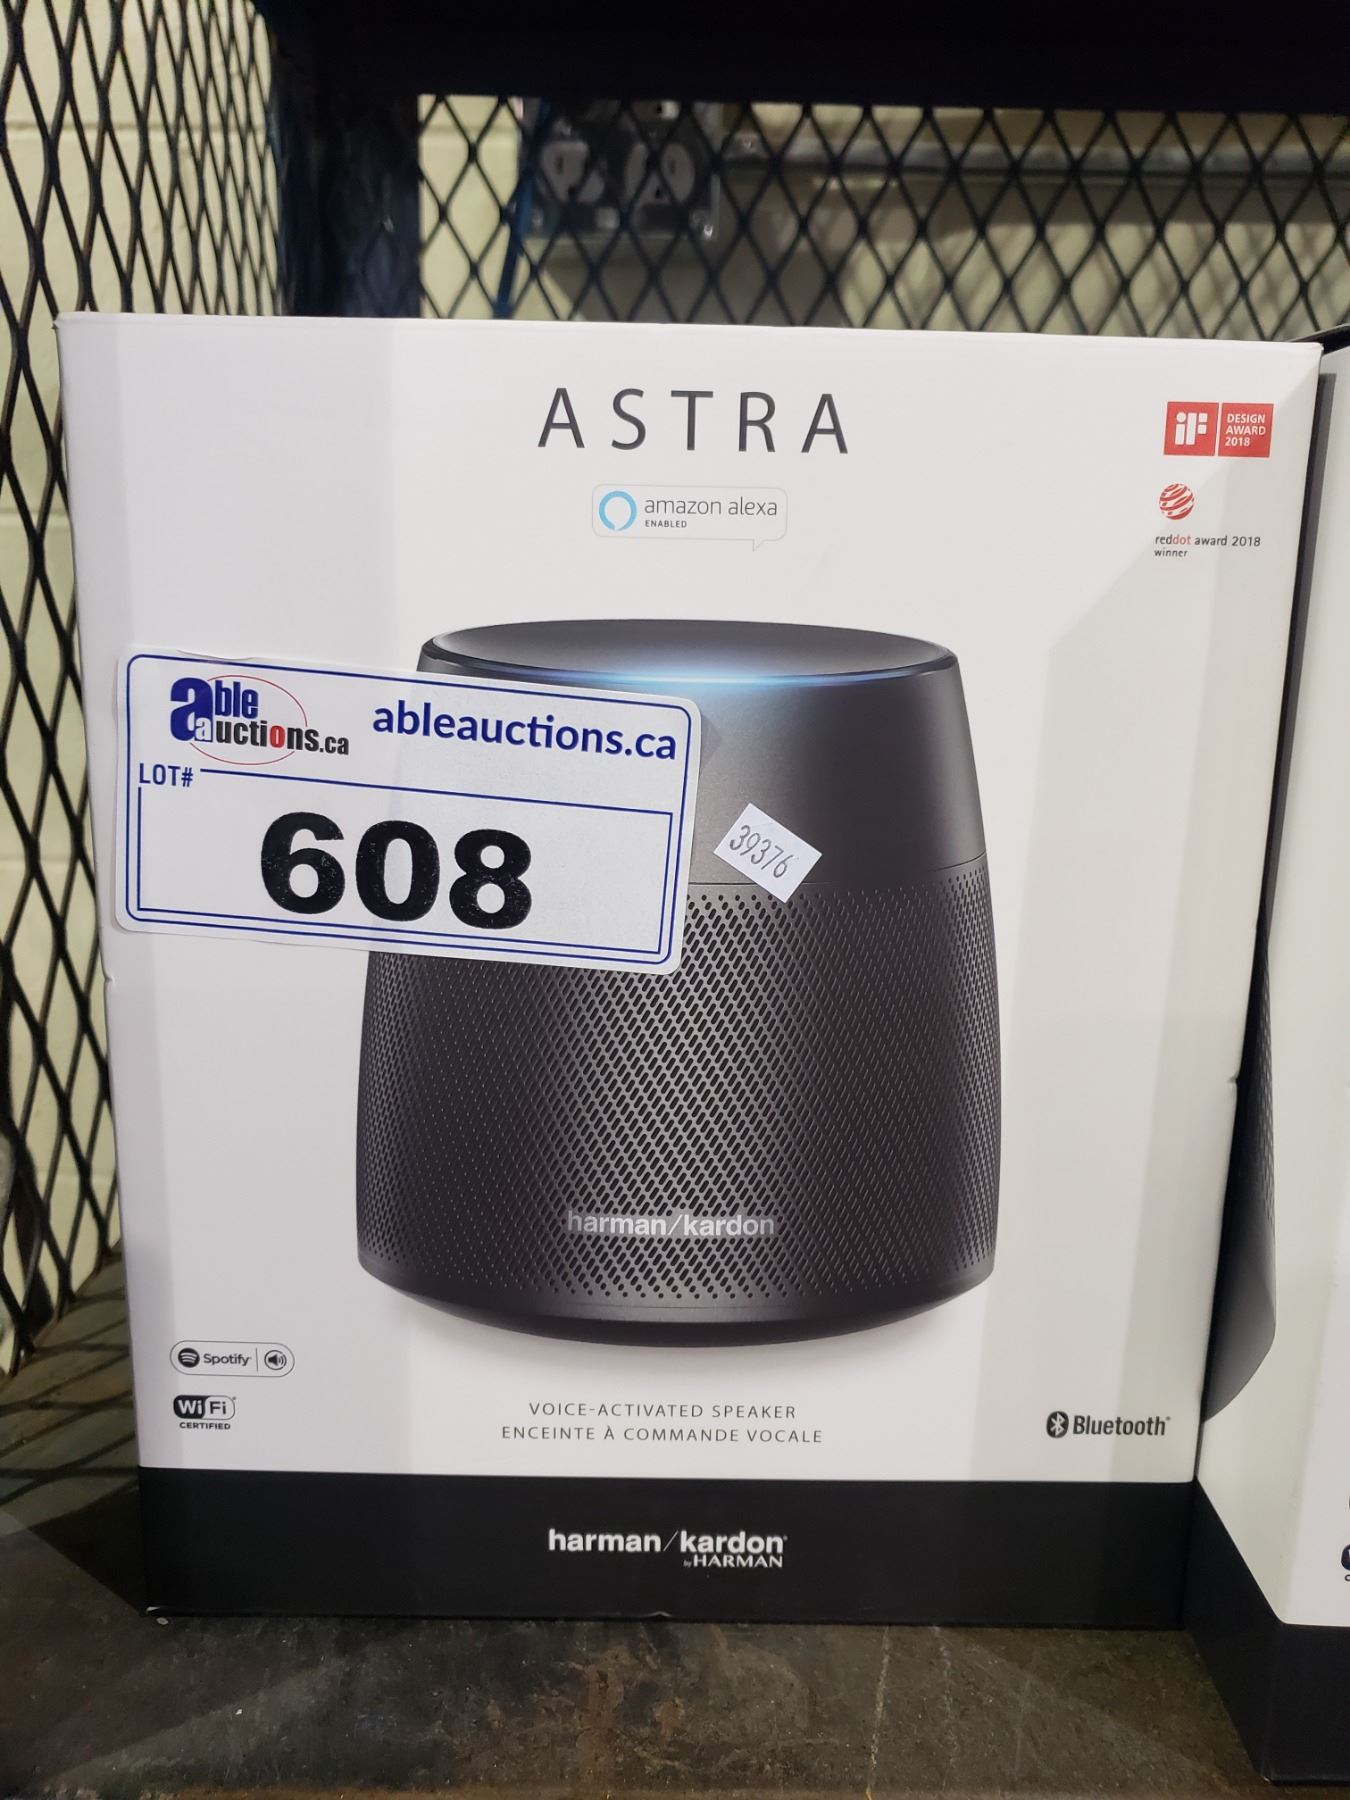 ASTRA
amazon alexa
ENABLED
iF DESIGN AWARD 2018
reddot award 2018
winner
able auctions.ca
ableauctions.ca
LOT#
608
39376
harman/kardon
Spotify
WiFi
CERTIFIED
VOICE-ACTIVATED SPEAKER
ENCEINTE À COMMANDE VOCALE
Bluetooth®
harman/kardon®
by HARMAN